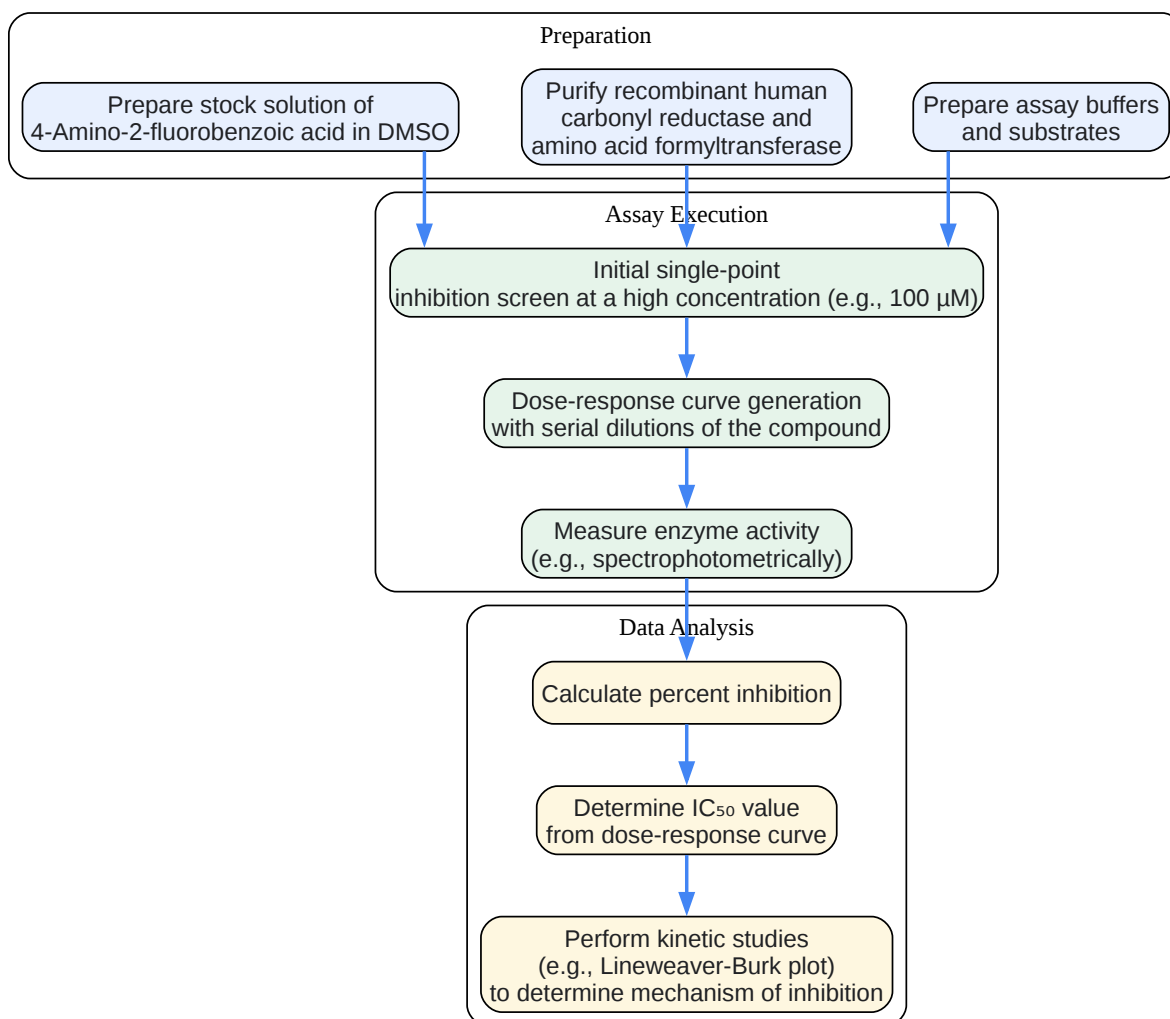 Preparation
Prepare stock solution of
4-Amino-2-fluorobenzoic acid in DMSO
Purify recombinant human
carbonyl reductase and
amino acid formyltransferase
Prepare assay buffers
and substrates
Assay Execution
Initial single-point
inhibition screen at a high concentration (e.g., 100 µM)
Dose-response curve generation
with serial dilutions of the compound
Measure enzyme activity
(e.g., spectrophotometrically)
Data Analysis
Calculate percent inhibition
Determine IC₅₀ value
from dose-response curve
Perform kinetic studies
(e.g., Lineweaver-Burk plot)
to determine mechanism of inhibition